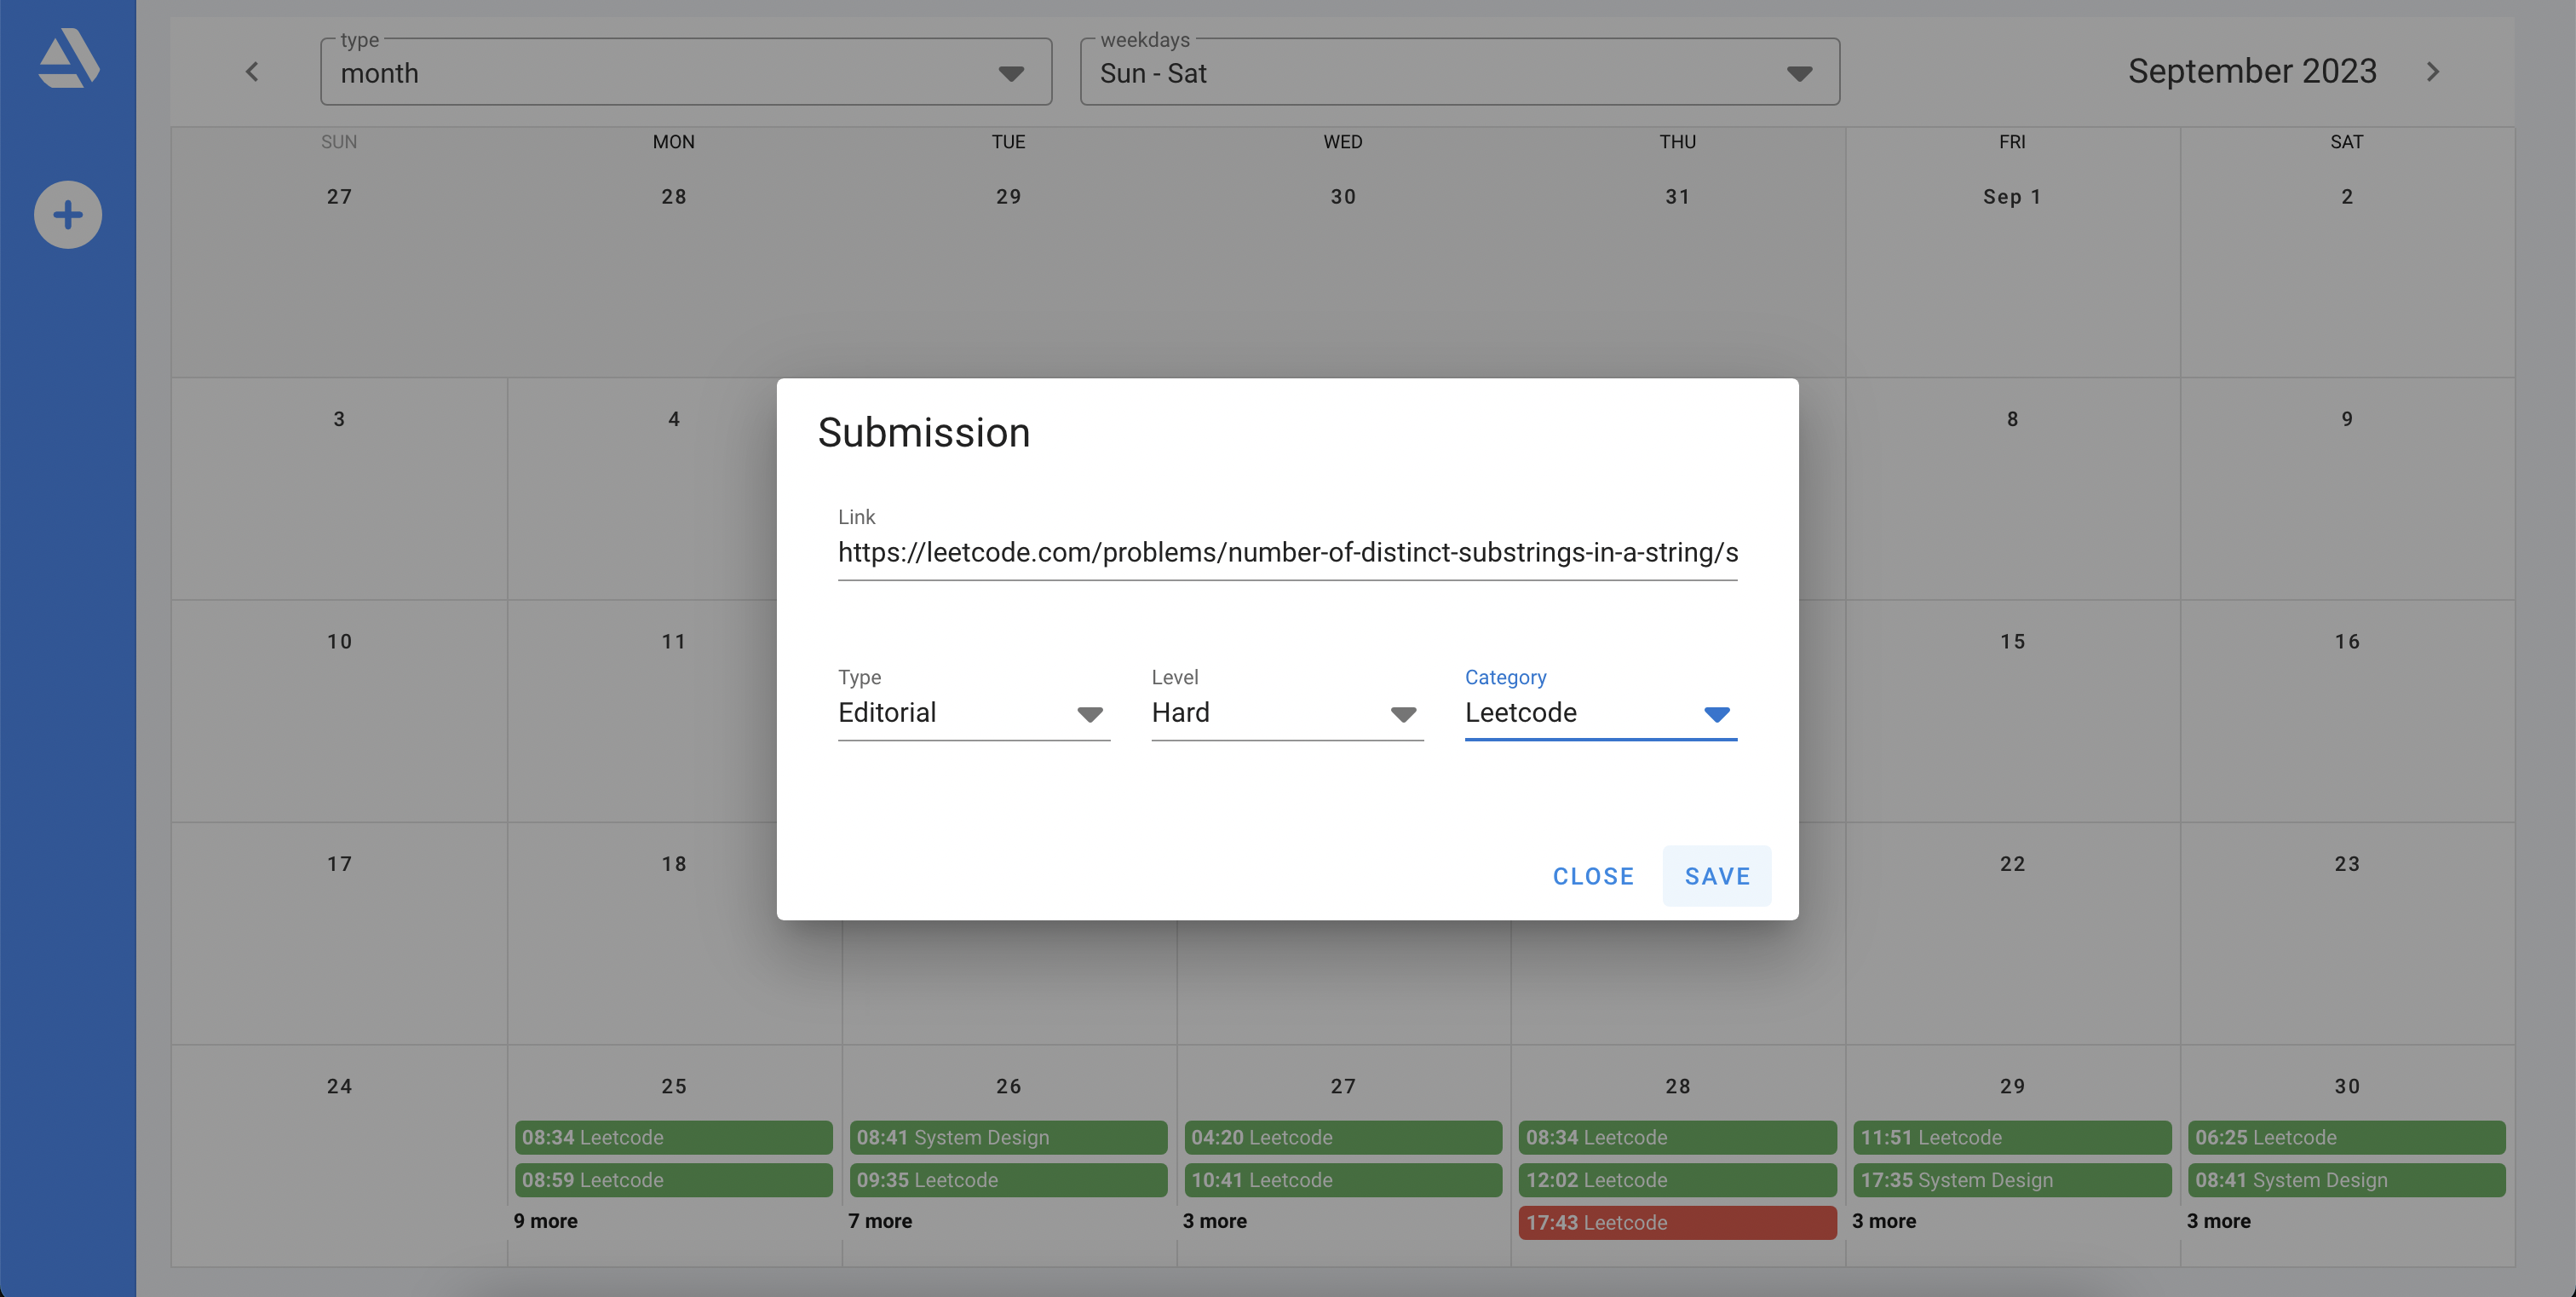 type
month
weekdays
Sun - Sat
September 2023
SUN MON TUE WED THU FRI SAT
27 28 29 30 31 Sep 1 2
3 4 8 9
Submission
Link
https://leetcode.com/problems/number-of-distinct-substrings-in-a-string/s
10 11 15 16
Type Level Category
Editorial Hard Leetcode
17 18 22 23
CLOSE SAVE
24 25 26 27 28 29 30
08:34 Leetcode 08:41 System Design 04:20 Leetcode 08:34 Leetcode 11:51 Leetcode 06:25 Leetcode
08:59 Leetcode 09:35 Leetcode 10:41 Leetcode 12:02 Leetcode 17:35 System Design 08:41 System Design
9 more 7 more 3 more 17:43 Leetcode 3 more 3 more